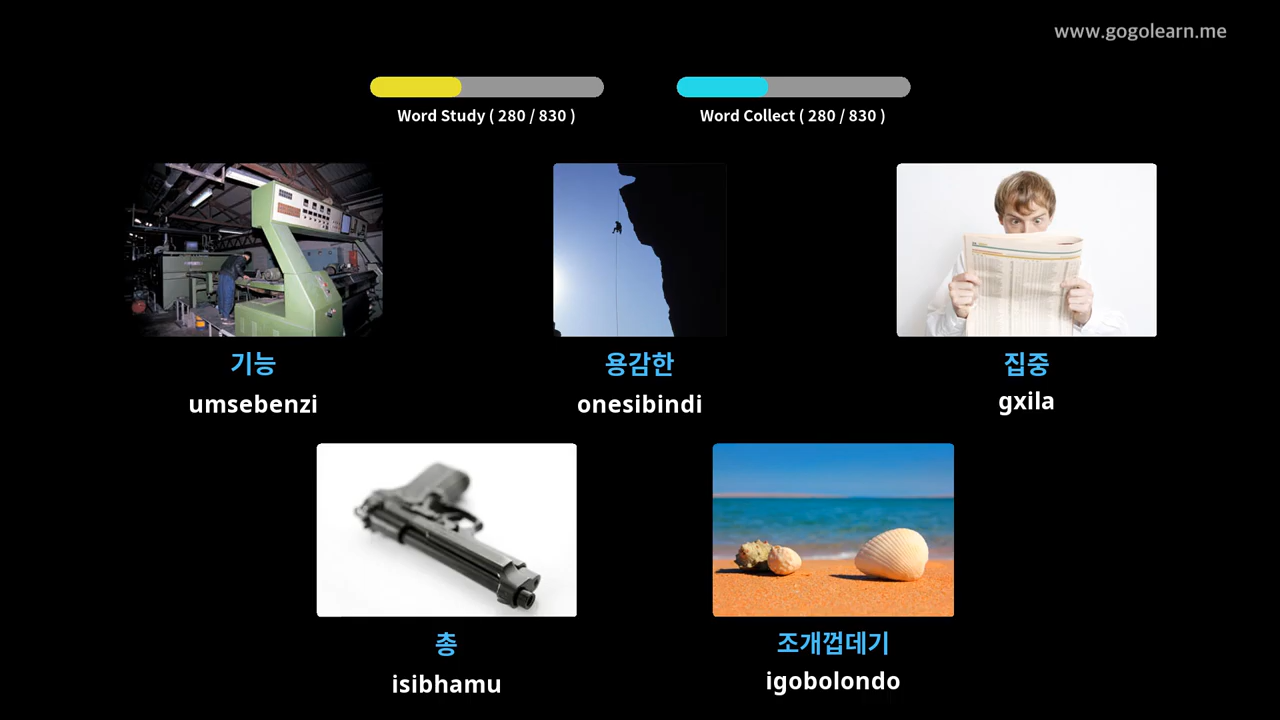 www.gogolearn.me
Word Study ( 280 / 830 )
Word Collect ( 280 / 830 )
기능
umsebenzi
용감한
onesibindi
집중
gxila
총
isibhamu
조개껍데기
igobolondo